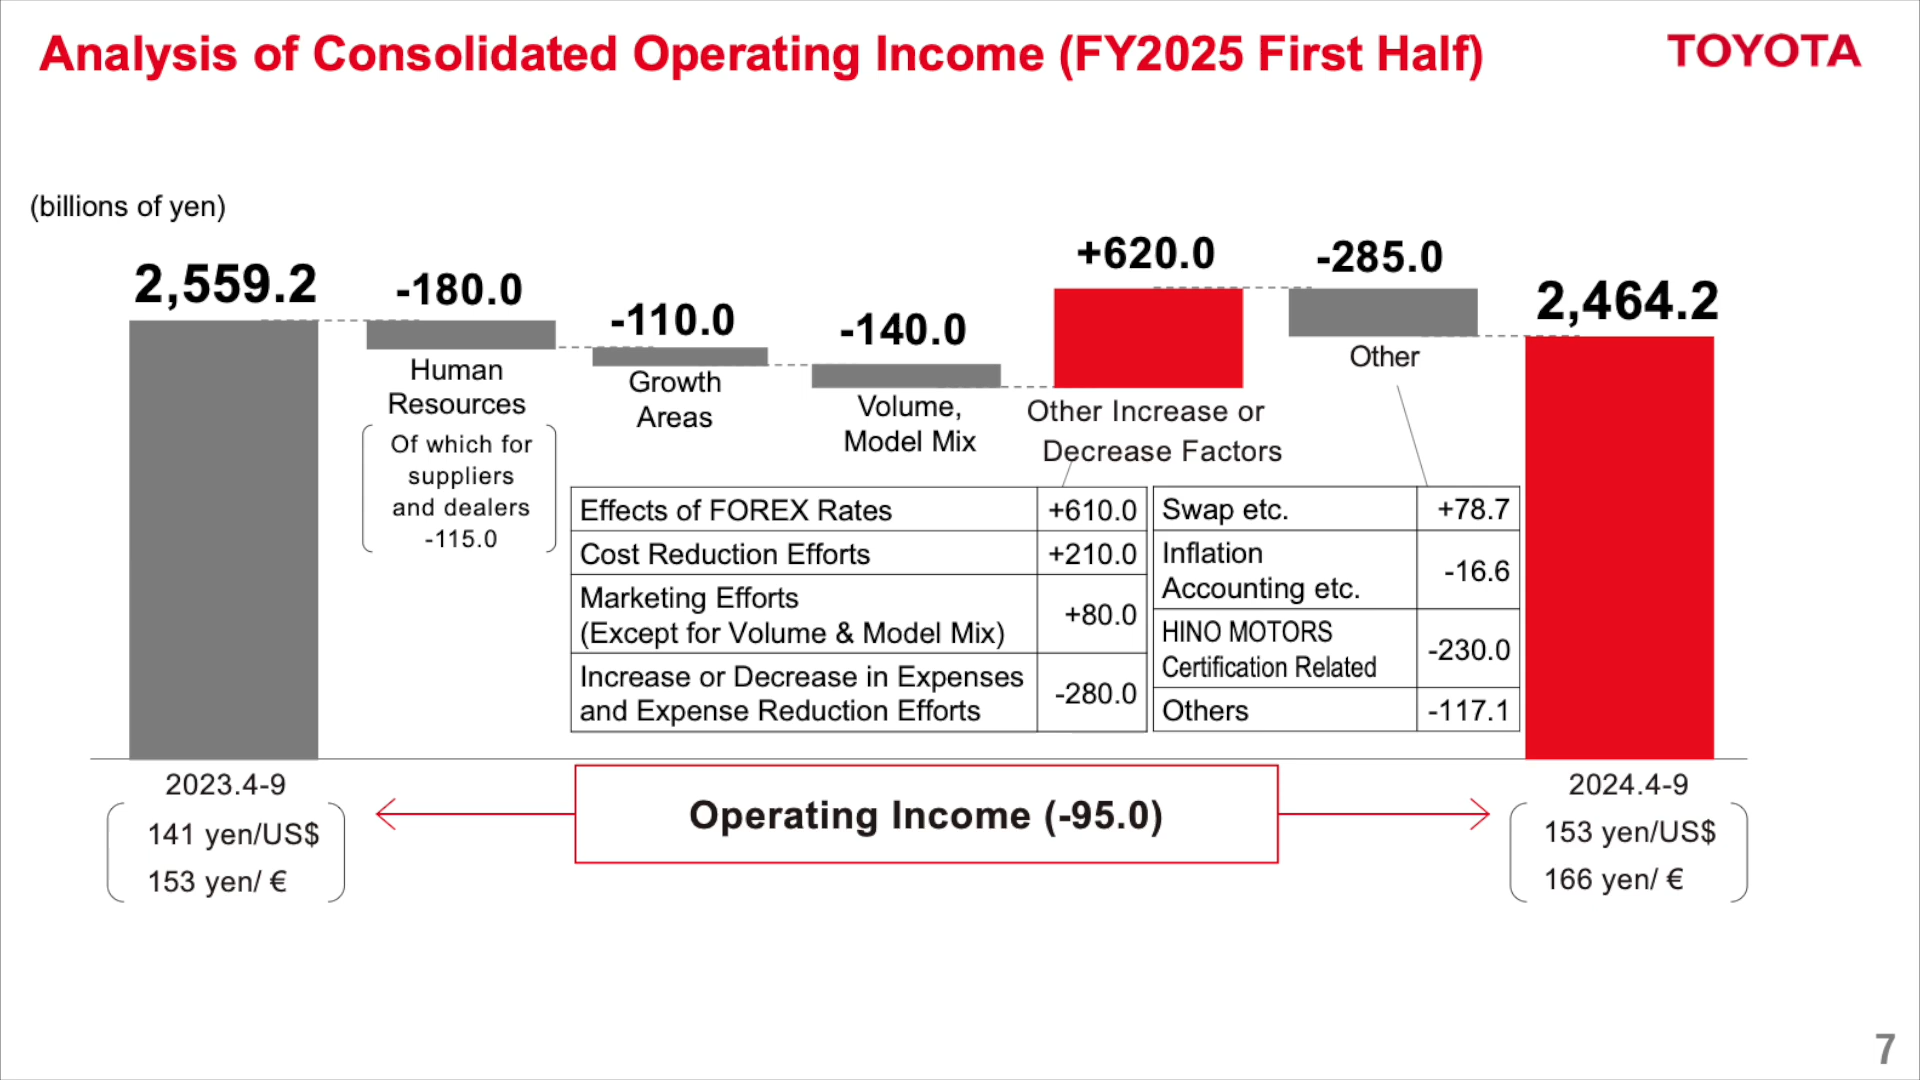 Analysis of Consolidated Operating Income (FY2025 First Half)
TOYOTA
(billions of yen)
2,559.2
-180.0
Human
Resources
Of which for
suppliers
and dealers
-115.0
-110.0
Growth
Areas
-140.0
Volume,
Model Mix
+620.0
Other Increase or
Decrease Factors
-285.0
Other
2,464.2
Effects of FOREX Rates +610.0
Cost Reduction Efforts +210.0
Marketing Efforts
(Except for Volume & Model Mix) +80.0
Increase or Decrease in Expenses
and Expense Reduction Efforts -280.0
Swap etc. +78.7
Inflation
Accounting etc. -16.6
HINO MOTORS
Certification Related -230.0
Others -117.1
2023.4-9
141 yen/US$
153 yen/ €
Operating Income (-95.0)
2024.4-9
153 yen/US$
166 yen/ €
7